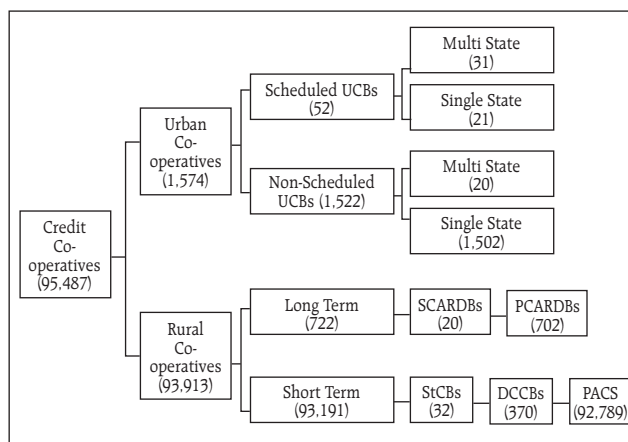 Credit
Co-
operatives
(95,487)
Urban
Co-
operatives
(1,574)
Scheduled UCBs
(52)
Multi State
(31)
Single State
(21)
Non-Scheduled
UCBs (1,522)
Multi State
(20)
Single State
(1,502)
Rural
Co-
operatives
(93,913)
Long Term
(722)
SCARDBs
(20)
PCARDBs
(702)
Short Term
(93,191)
StCBs
(32)
DCCBs
(370)
PACS
(92,789)